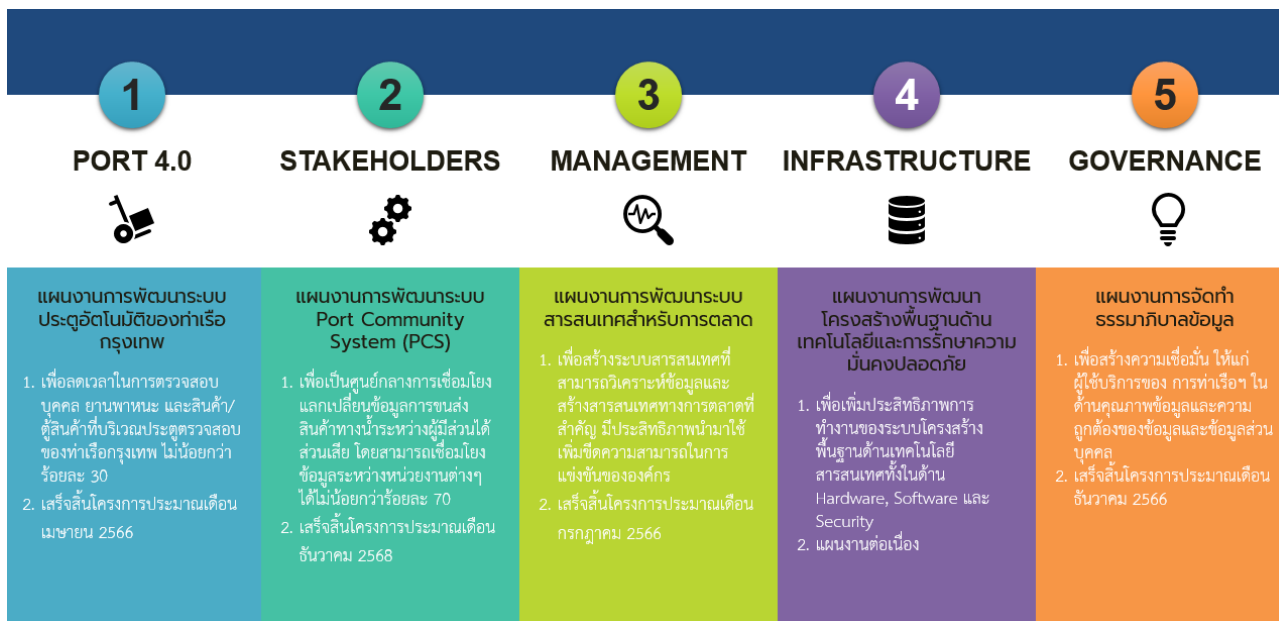 1
PORT 4.0
แผนงานการพัฒนาระบบ
ประตูอัตโนมัติของท่าเรือ
กรุงเทพ
1. เพื่อลดเวลาในการตรวจสอบ
บุคคล ยานพาหนะ และสินค้า/
ตู้สินค้าที่บริเวณประตูตรวจสอบ
ของท่าเรือกรุงเทพ ไม่น้อยกว่า
ร้อยละ 30
2. เสร็จสิ้นโครงการประมาณเดือน
เมษายน 2566
2
STAKEHOLDERS
แผนงานการพัฒนาระบบ
Port Community
System (PCS)
1. เพื่อเป็นศูนย์กลางการเชื่อมโยง
แลกเปลี่ยนข้อมูลการขนส่ง
สินค้าทางน้ำระหว่างผู้มีส่วนได้
ส่วนเสีย โดยสามารถเชื่อมโยง
ข้อมูลระหว่างหน่วยงานต่างๆ
ได้ไม่น้อยกว่าร้อยละ 70
2. เสร็จสิ้นโครงการประมาณเดือน
ธันวาคม 2568
3
MANAGEMENT
แผนงานการพัฒนาระบบ
สารสนเทศสำหรับการตลาด
1. เพื่อสร้างระบบสารสนเทศที่
สามารถวิเคราะห์ข้อมูลและ
สร้างสารสนเทศทางการตลาดที่
สำคัญ มีประสิทธิภาพนำมาใช้
เพิ่มขีดความสามารถในการ
แข่งขันขององค์กร
2. เสร็จสิ้นโครงการประมาณเดือน
กรกฎาคม 2566
4
INFRASTRUCTURE
แผนงานการพัฒนา
โครงสร้างพื้นฐานด้าน
เทคโนโลยีและการรักษาความ
มั่นคงปลอดภัย
1. เพื่อเพิ่มประสิทธิภาพการ
ทำงานของระบบโครงสร้าง
พื้นฐานด้านเทคโนโลยี
สารสนเทศทั้งในด้าน
Hardware, Software และ
Security
2. แผนงานต่อเนื่อง
5
GOVERNANCE
แผนงานการจัดทำ
ธรรมาภิบาลข้อมูล
1. เพื่อสร้างความเชื่อมั่น ให้แก่
ผู้ใช้บริการของ การท่าเรือฯ ใน
ด้านคุณภาพข้อมูลและความ
ถูกต้องของข้อมูลและข้อมูลส่วน
บุคคล
2. เสร็จสิ้นโครงการประมาณเดือน
ธันวาคม 2566